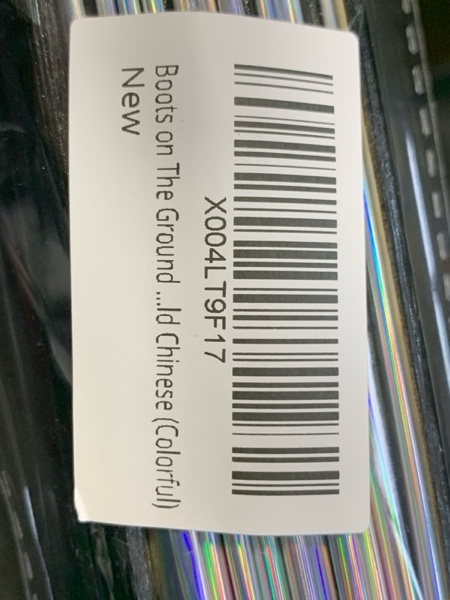 X004LT9F17
Boots on The Ground ...ld Chinese (Colorful)
New